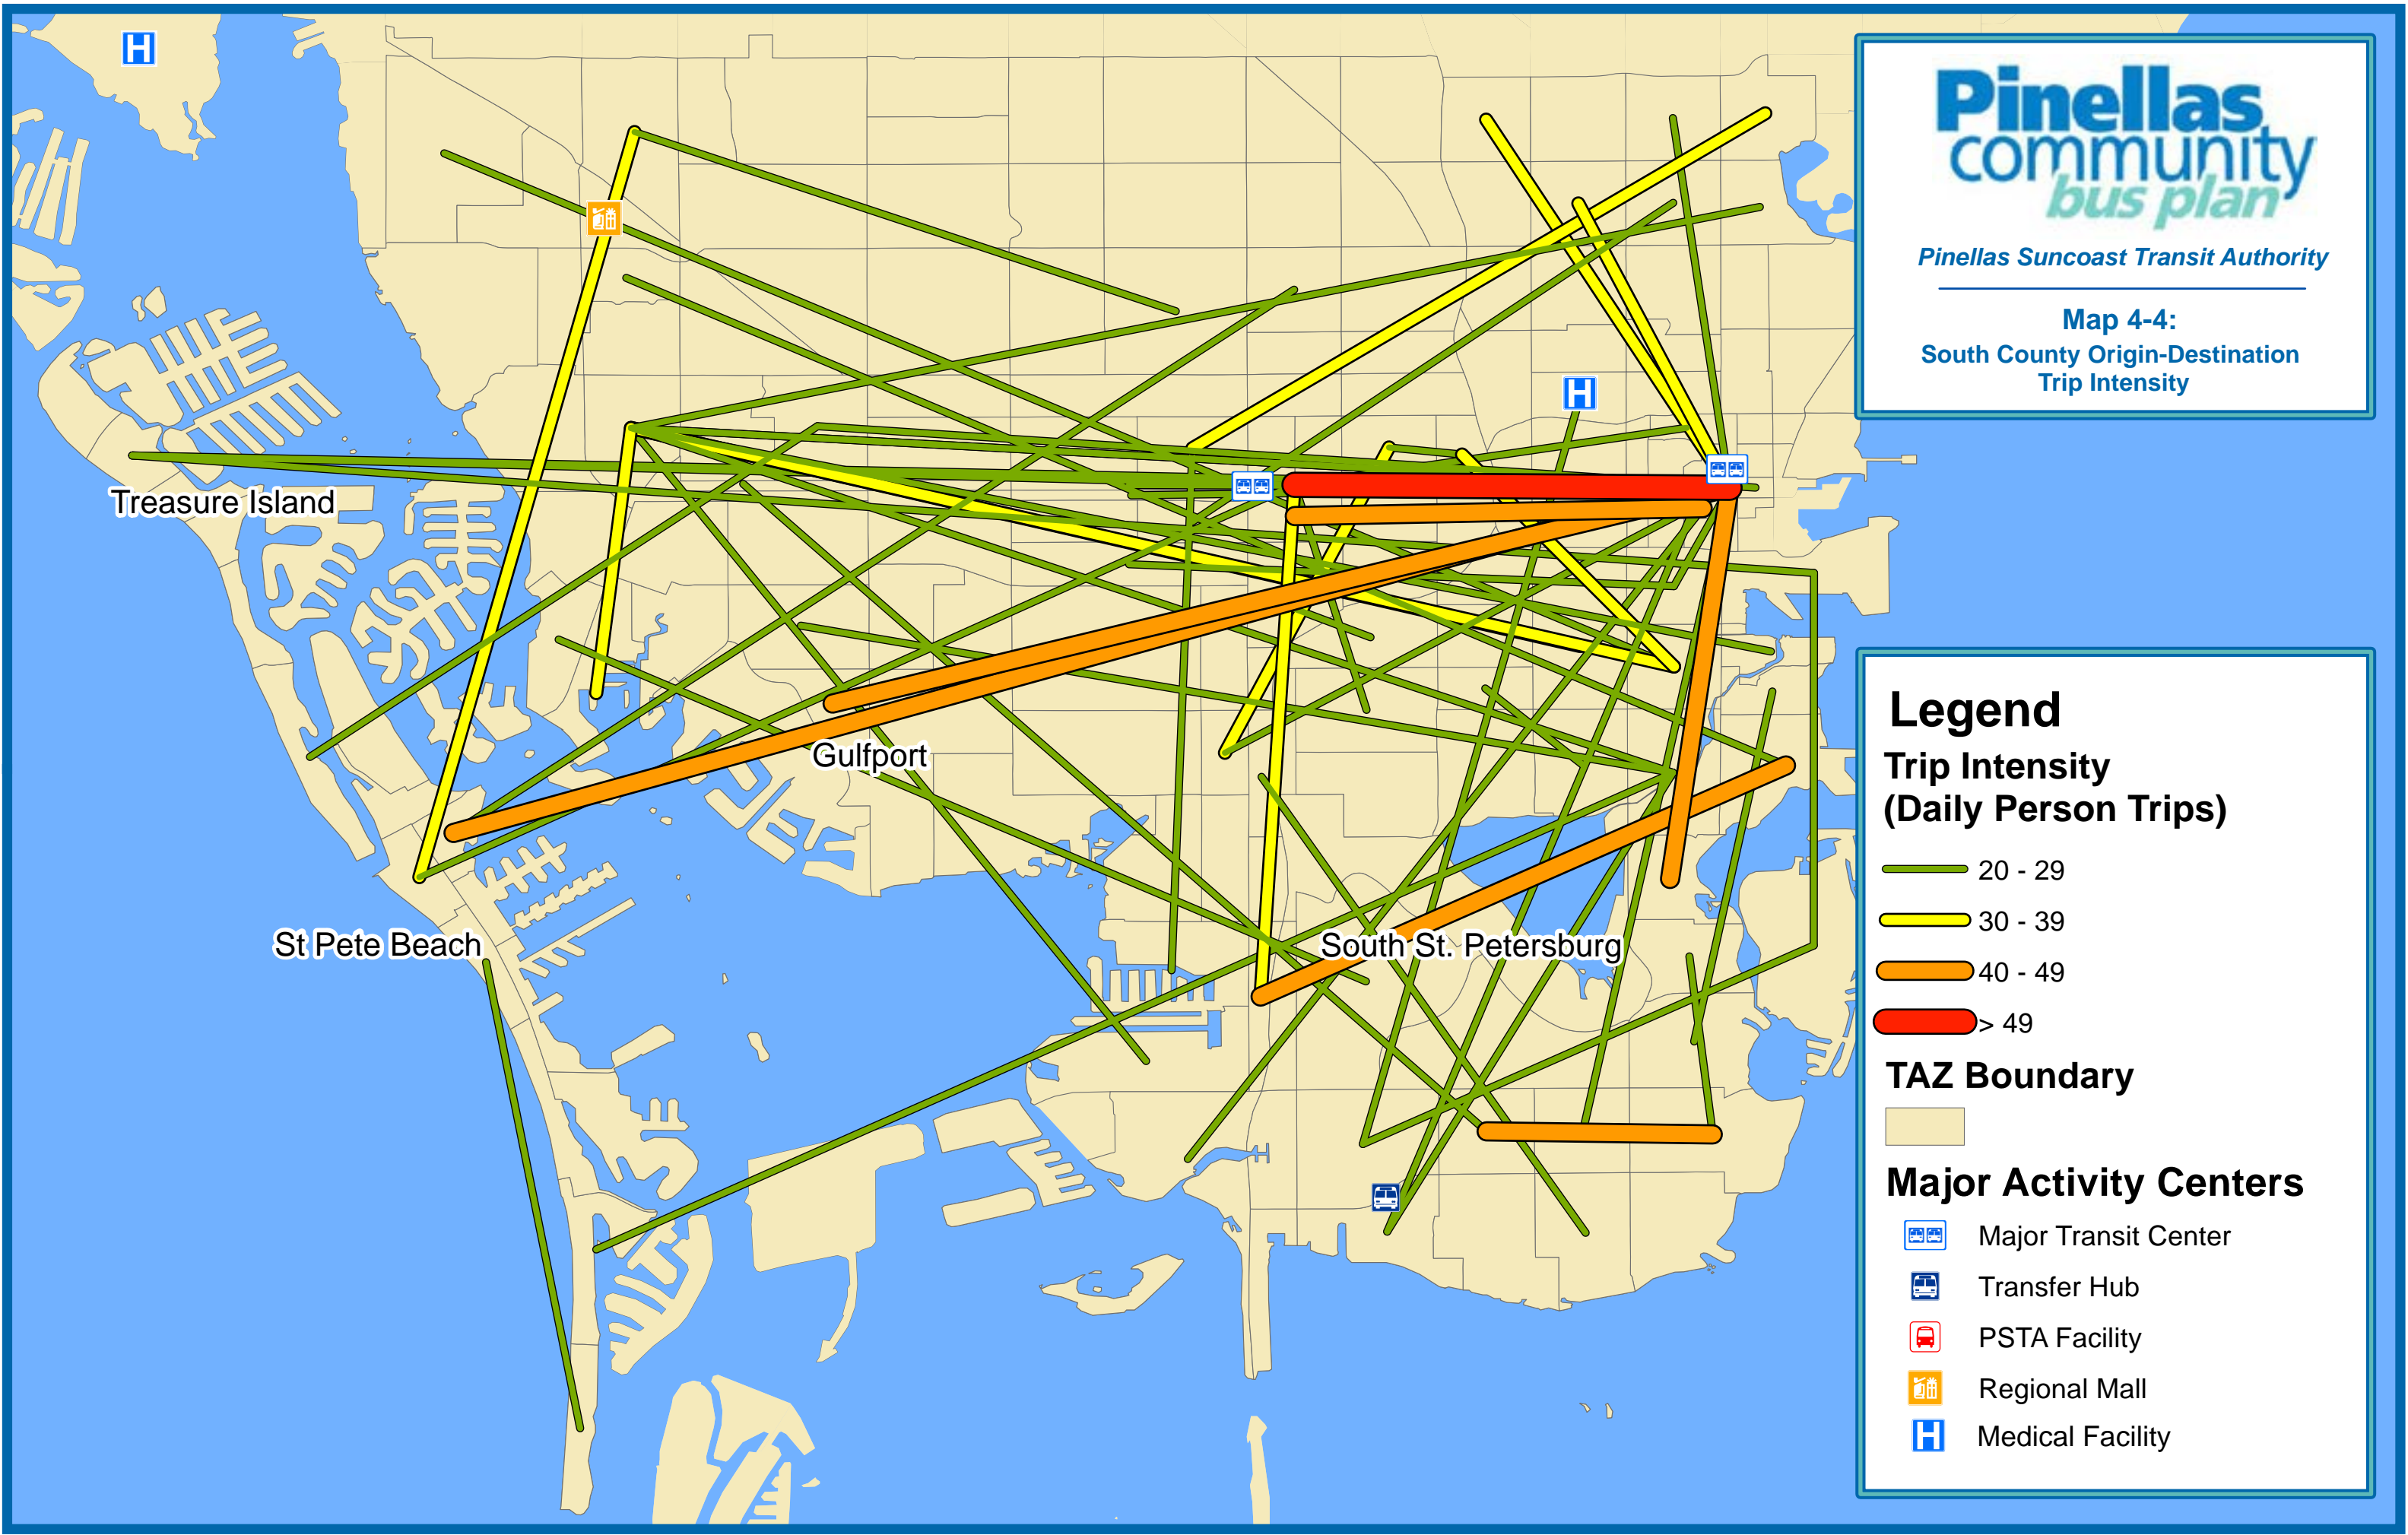 Pinellas
community
bus plan
Pinellas Suncoast Transit Authority
Map 4-4:
South County Origin-Destination
Trip Intensity
Treasure Island
Gulfport
St Pete Beach
South St. Petersburg
Legend
Trip Intensity
(Daily Person Trips)
20 - 29
30 - 39
40 - 49
> 49
TAZ Boundary
Major Activity Centers
Major Transit Center
Transfer Hub
PSTA Facility
Regional Mall
H Medical Facility
H
H